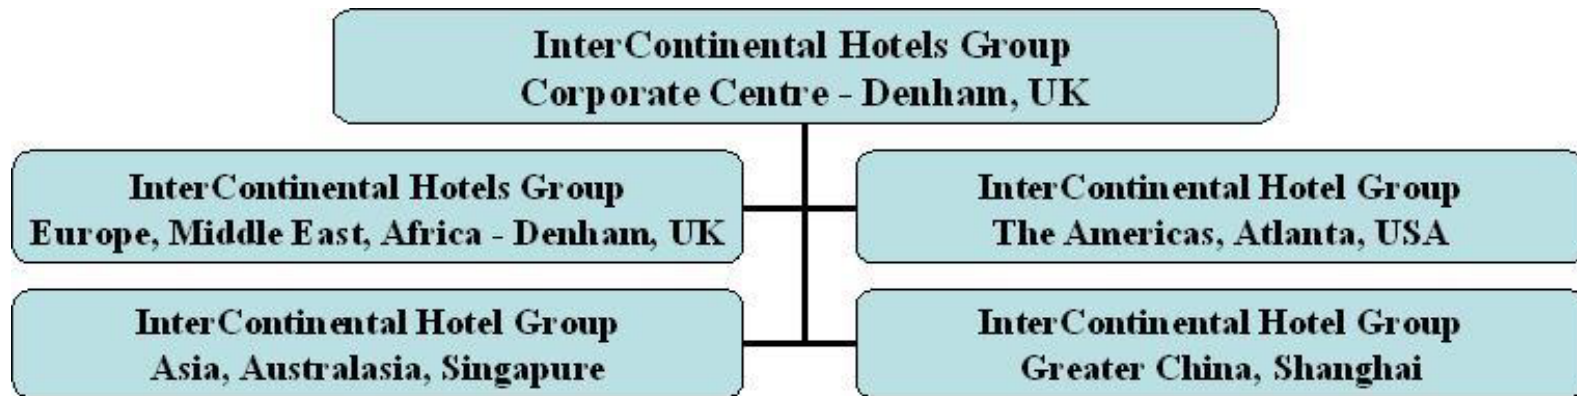 InterContinental Hotels Group
Corporate Centre - Denham, UK
InterContinental Hotels Group
Europe, Middle East, Africa - Denham, UK
InterContinental Hotel Group
The Americas, Atlanta, USA
InterContinental Hotel Group
Asia, Australasia, Singapure
InterContinental Hotel Group
Greater China, Shanghai